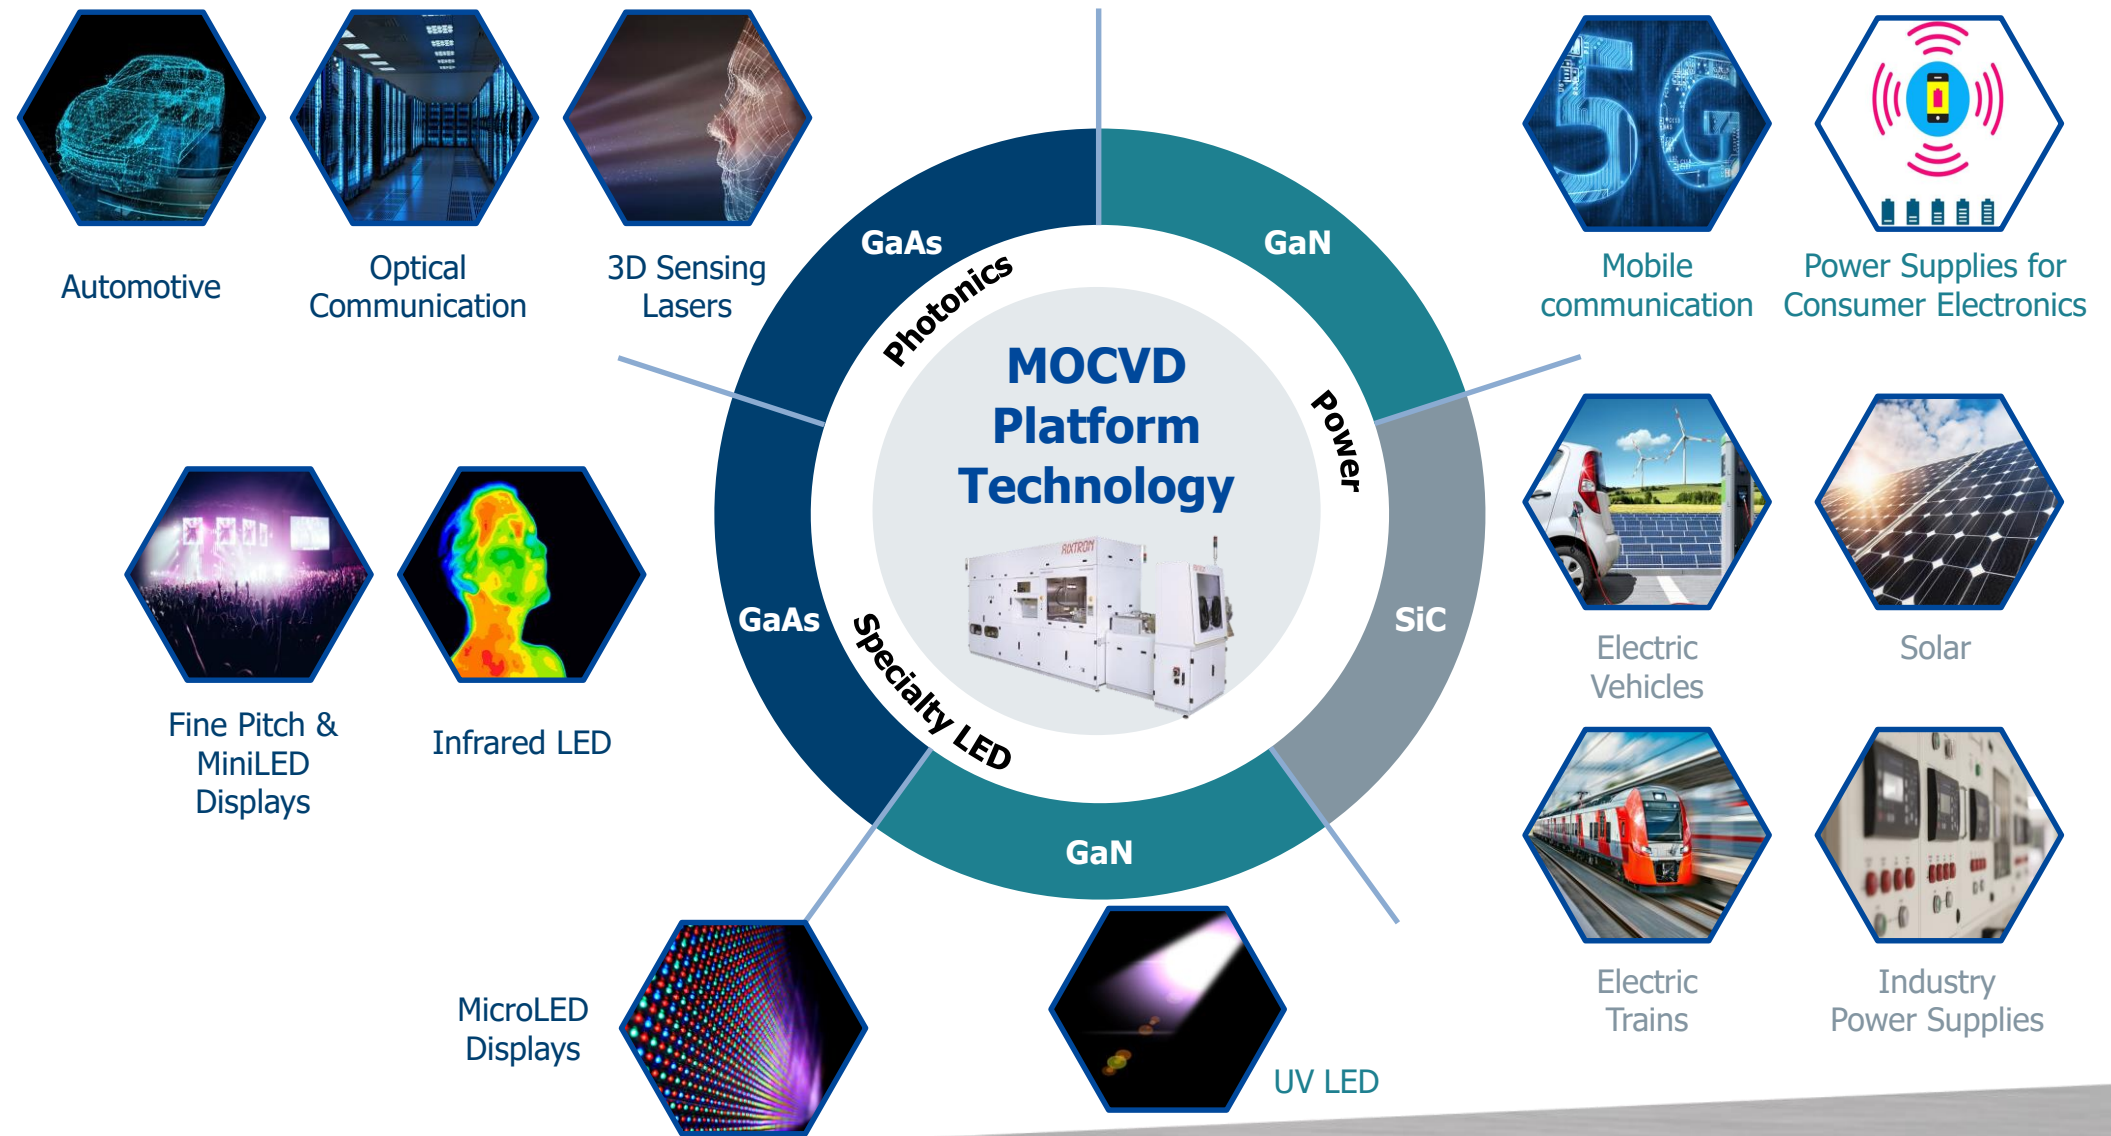 Automotive
Optical
Communication
3D Sensing
Lasers
5G
Mobile
communication
Power Supplies for
Consumer Electronics
GaAs
GaN
Photonics
Power
MOCVD
Platform
Technology
AIXTRON
Fine Pitch &
MiniLED
Displays
Infrared LED
GaAs
SiC
Specialty LED
GaN
Electric
Vehicles
Solar
Electric
Trains
Industry
Power Supplies
MicroLED
Displays
UV LED